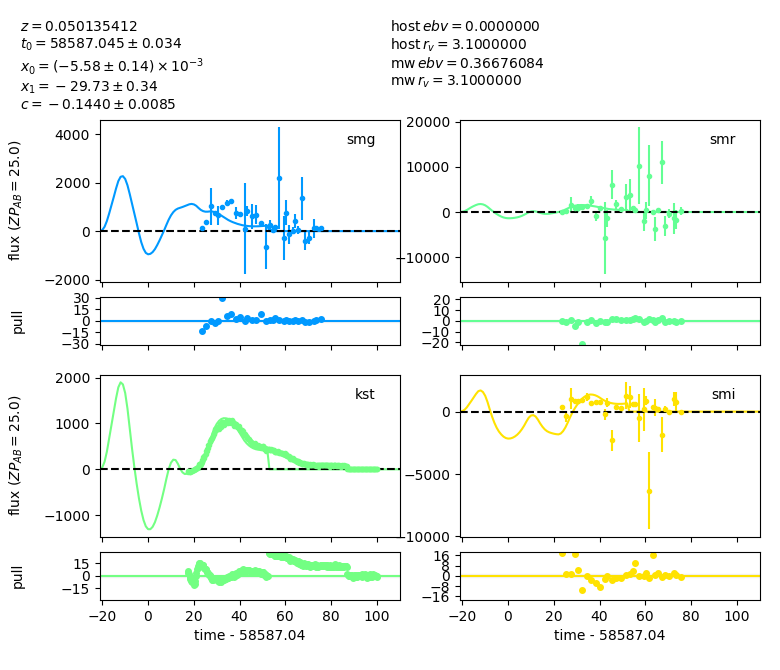 z = 0.050135412
t₀ = 58587.045 ± 0.034
x₀ = (−5.58 ± 0.14) × 10⁻³
x₁ = −29.73 ± 0.34
c = −0.1440 ± 0.0085
host ebv = 0.0000000
host r_v = 3.1000000
mw ebv = 0.36676084
mw r_v = 3.1000000
flux (ZP_AB = 25.0)
4000
2000
0
−2000
smg
20000
10000
0
−10000
smr
pull
30
15
0
−15
−30
20
10
0
−10
−20
flux (ZP_AB = 25.0)
2000
1000
0
−1000
kst
0
−5000
−10000
smi
pull
15
0
−15
16
8
0
−8
−16
−20 0 20 40 60 80 100
−20 0 20 40 60 80 100
time - 58587.04
time - 58587.04